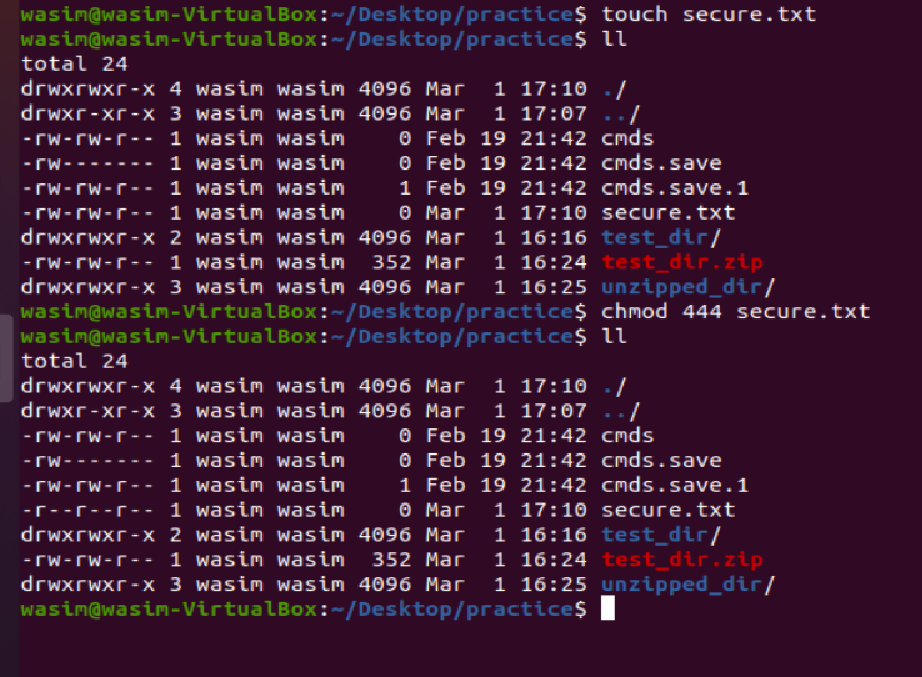 wasim@wasim-VirtualBox:~/Desktop/practice$ touch secure.txt
wasim@wasim-VirtualBox:~/Desktop/practice$ ll
total 24
drwxrwxr-x 4 wasim wasim 4096 Mar  1 17:10 ./
drwxr-xr-x 3 wasim wasim 4096 Mar  1 17:07 ../
-rw-rw-r-- 1 wasim wasim    0 Feb 19 21:42 cmds
-rw------- 1 wasim wasim    0 Feb 19 21:42 cmds.save
-rw-rw-r-- 1 wasim wasim    1 Feb 19 21:42 cmds.save.1
-rw-rw-r-- 1 wasim wasim    0 Mar  1 17:10 secure.txt
drwxrwxr-x 2 wasim wasim 4096 Mar  1 16:16 test_dir/
-rw-rw-r-- 1 wasim wasim  352 Mar  1 16:24 test_dir.zip
drwxrwxr-x 3 wasim wasim 4096 Mar  1 16:25 unzipped_dir/
wasim@wasim-VirtualBox:~/Desktop/practice$ chmod 444 secure.txt
wasim@wasim-VirtualBox:~/Desktop/practice$ ll
total 24
drwxrwxr-x 4 wasim wasim 4096 Mar  1 17:10 ./
drwxr-xr-x 3 wasim wasim 4096 Mar  1 17:07 ../
-rw-rw-r-- 1 wasim wasim    0 Feb 19 21:42 cmds
-rw------- 1 wasim wasim    0 Feb 19 21:42 cmds.save
-rw-rw-r-- 1 wasim wasim    1 Feb 19 21:42 cmds.save.1
-r--r--r-- 1 wasim wasim    0 Mar  1 17:10 secure.txt
drwxrwxr-x 2 wasim wasim 4096 Mar  1 16:16 test_dir/
-rw-rw-r-- 1 wasim wasim  352 Mar  1 16:24 test_dir.zip
drwxrwxr-x 3 wasim wasim 4096 Mar  1 16:25 unzipped_dir/
wasim@wasim-VirtualBox:~/Desktop/practice$